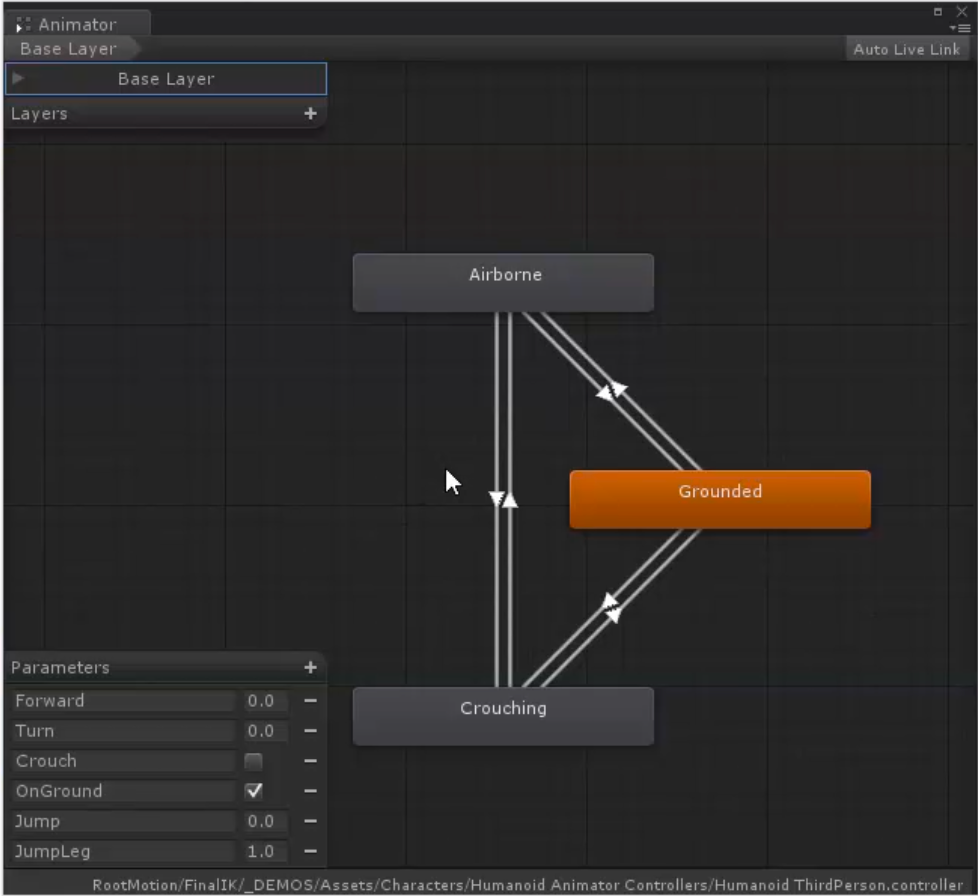 Animator
Base Layer
Auto Live Link
Base Layer
Layers
Airborne
Grounded
Crouching
Parameters
Forward 0.0
Turn 0.0
Crouch
OnGround
Jump 0.0
JumpLeg 1.0
RootMotion/FinalIK/_DEMOS/Assets/Characters/Humanoid Animator Controllers/Humanoid ThirdPerson.controller